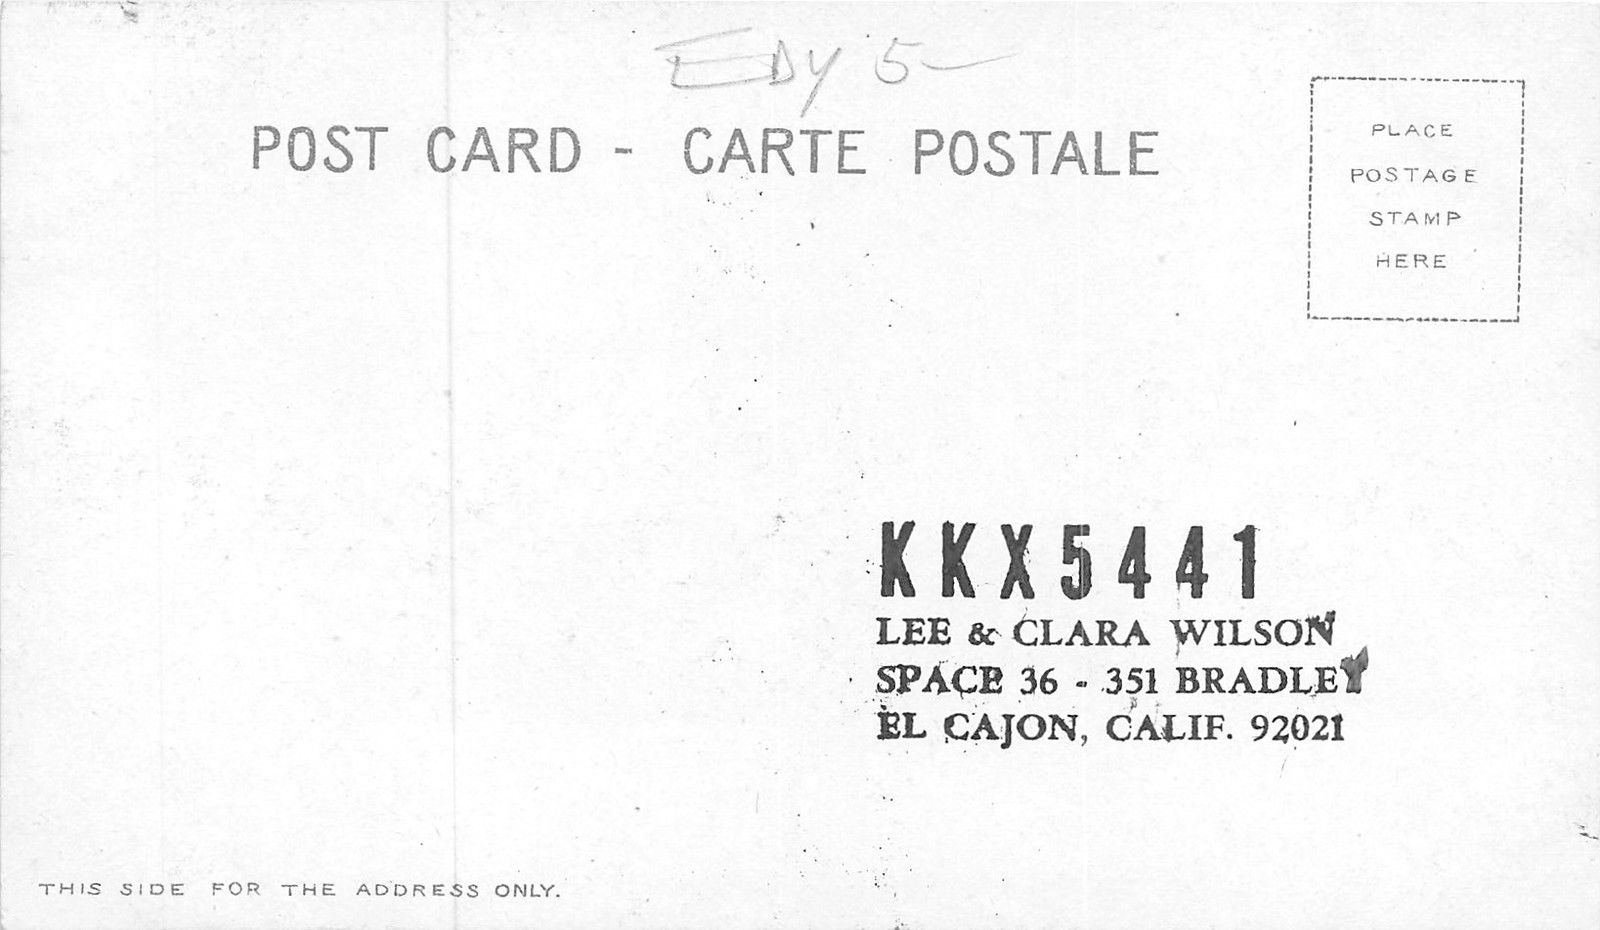 EDY 5-
POST CARD - CARTE POSTALE
PLACE
POSTAGE
STAMP
HERE
KKX5441
LEE & CLARA WILSON
SPACE 36 - 351 BRADLEY
EL CAJON, CALIF. 92021
THIS SIDE FOR THE ADDRESS ONLY.